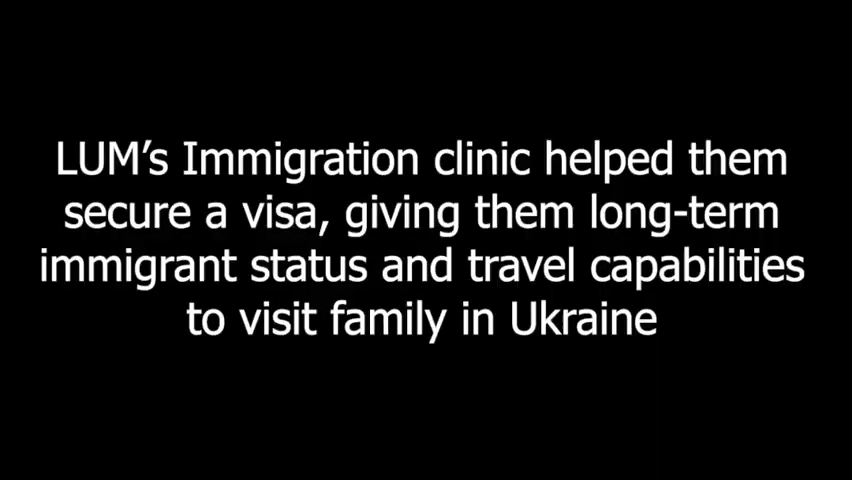 LUM’s Immigration clinic helped them
secure a visa, giving them long-term
immigrant status and travel capabilities
to visit family in Ukraine